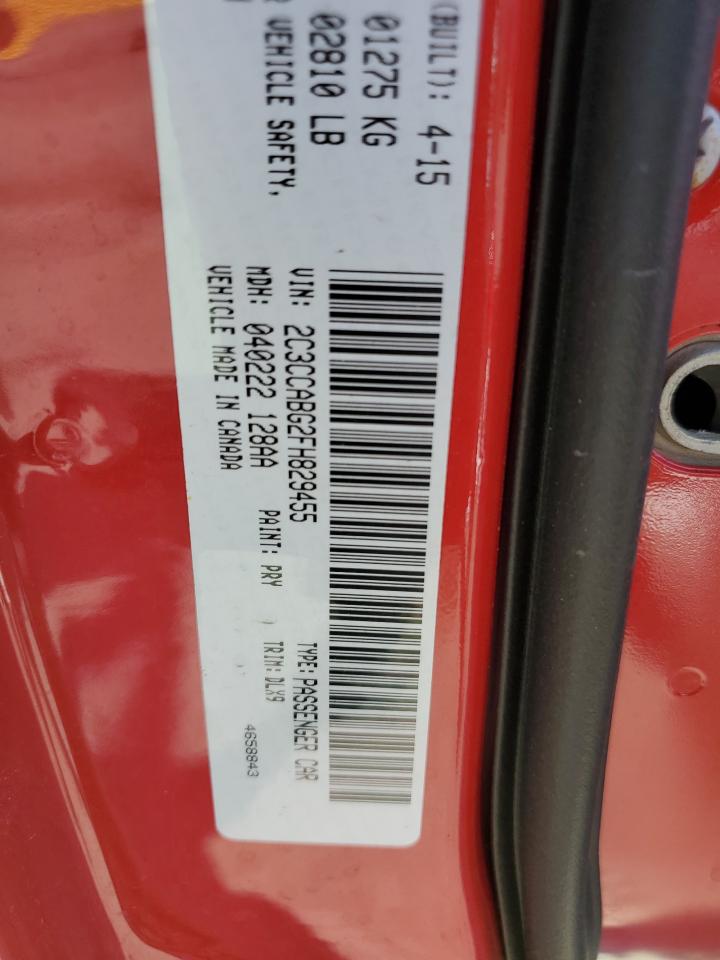 (BUILT): 4-15
01275 KG
02810 LB
VEHICLE SAFETY,
VIN: 2C3CCABG2FH829455 TYPE: PASSENGER CAR
MDH: 040222 128AA PAINT: PRY TRIM: DLX9
VEHICLE MADE IN CANADA 4658843